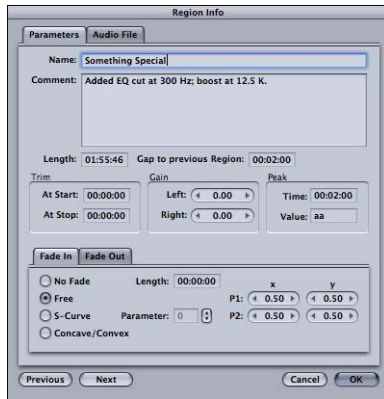 Region Info
Parameters Audio File
Name: Something Special
Comment: Added EQ cut at 300 Hz; boost at 12.5 K.
Length: 01:55:46 Gap to previous Region: 00:02:00
Trim Gain Peak
At Start: 00:00:00 Left: 0.00 Time: 00:02:00
At Stop: 00:00:00 Right: 0.00 Value: aa
Fade In Fade Out
No Fade Length: 00:00:00 x y
Free P1: 0.50 0.50
S-Curve Parameter: 0 P2: 0.50 0.50
Concave/Convex
Previous Next Cancel OK